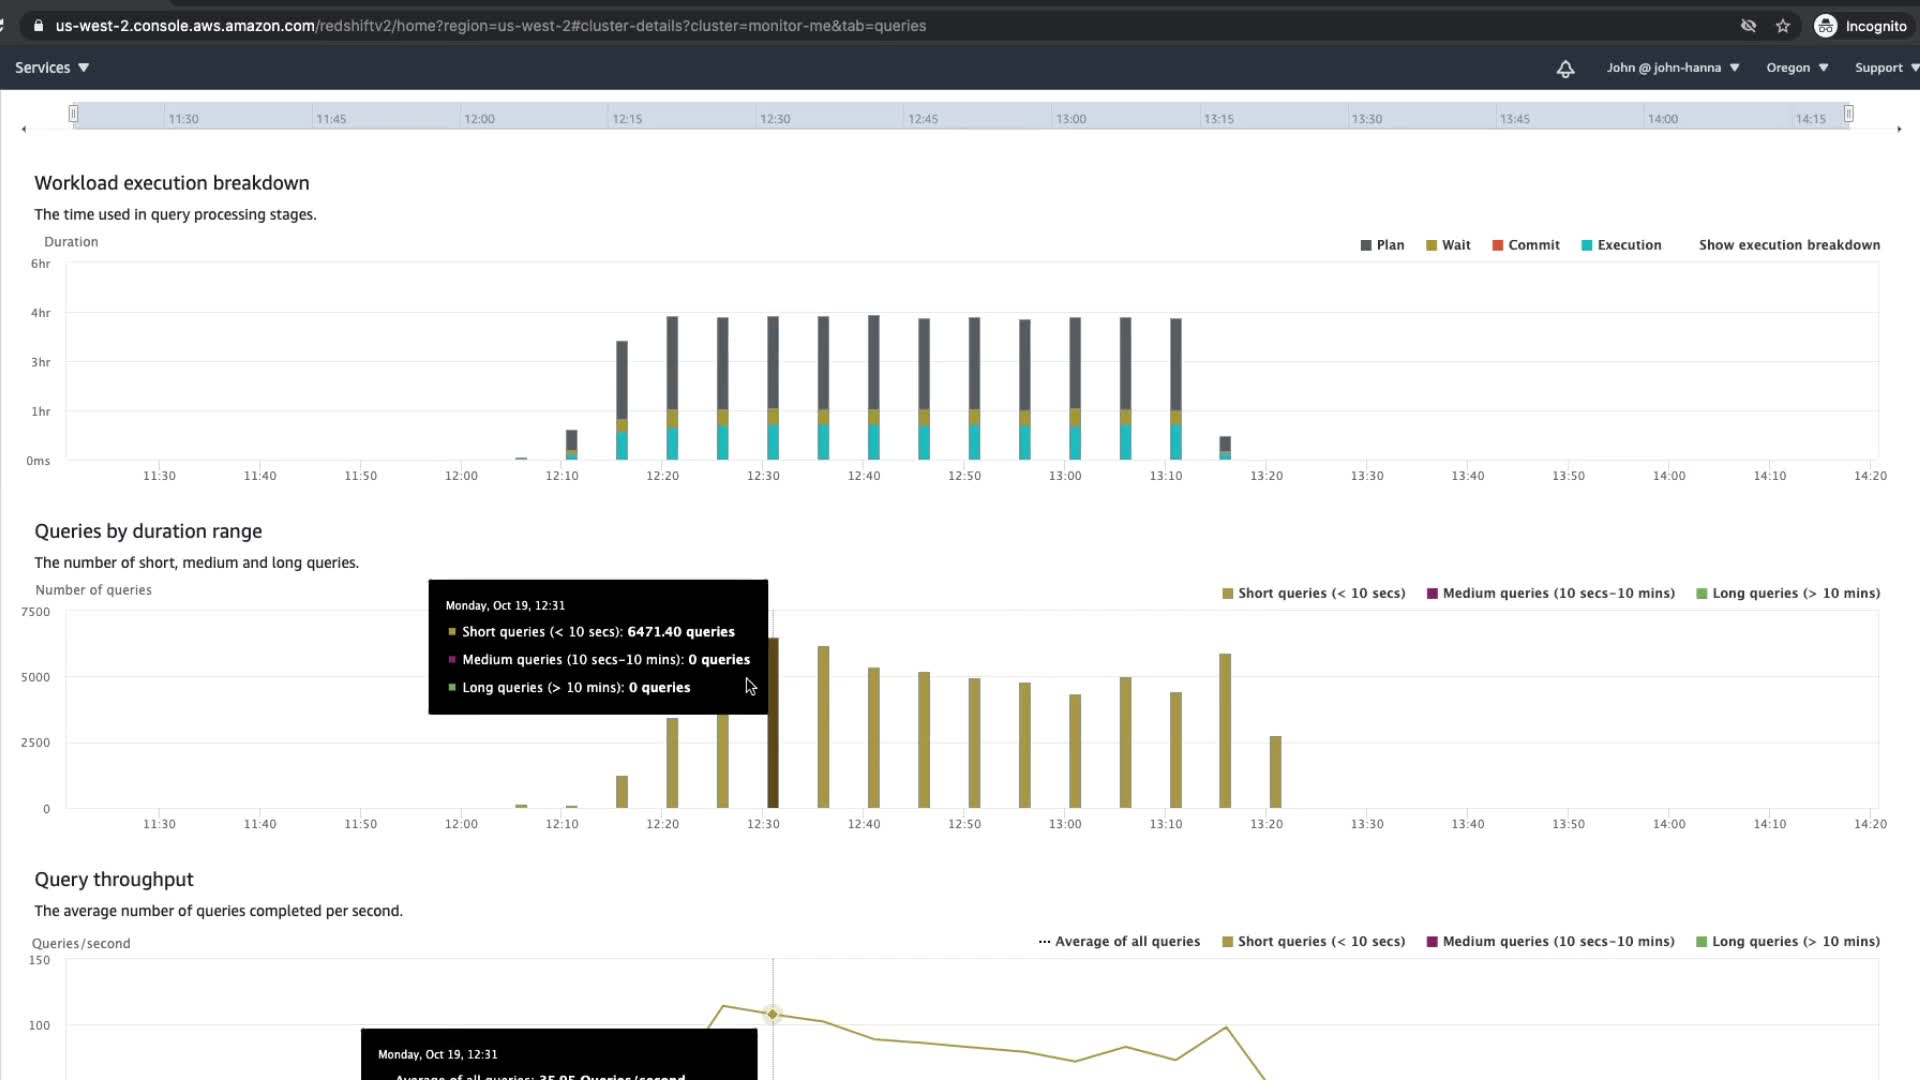 us-west-2.console.aws.amazon.com/redshiftv2/home?region=us-west-2#cluster-details?cluster=monitor-me&tab=queries
Incognito
Services ▼
John @ john-hanna ▼ Oregon ▼ Support ▼
11:30 11:45 12:00 12:15 12:30 12:45 13:00 13:15 13:30 13:45 14:00 14:15
Workload execution breakdown
The time used in query processing stages.
Duration
Plan Wait Commit Execution Show execution breakdown
6hr
4hr
3hr
1hr
0ms
11:30 11:40 11:50 12:00 12:10 12:20 12:30 12:40 12:50 13:00 13:10 13:20 13:30 13:40 13:50 14:00 14:10 14:20
Queries by duration range
The number of short, medium and long queries.
Number of queries
Short queries (< 10 secs) Medium queries (10 secs-10 mins) Long queries (> 10 mins)
7500
5000
2500
0
Monday, Oct 19, 12:31
Short queries (< 10 secs): 6471.40 queries
Medium queries (10 secs-10 mins): 0 queries
Long queries (> 10 mins): 0 queries
11:30 11:40 11:50 12:00 12:10 12:20 12:30 12:40 12:50 13:00 13:10 13:20 13:30 13:40 13:50 14:00 14:10 14:20
Query throughput
The average number of queries completed per second.
Queries/second
Average of all queries Short queries (< 10 secs) Medium queries (10 secs-10 mins) Long queries (> 10 mins)
150
100
Monday, Oct 19, 12:31
Average of all queries: 35.95 Queries/second